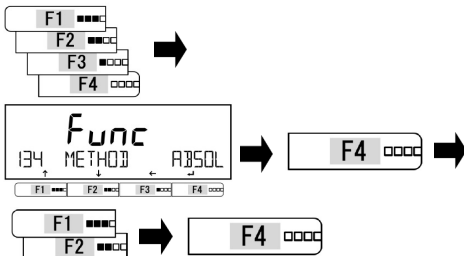 F1
F2
F3
F4
Func
134 METHOD ABSOL
↑ ↓ ← ↵
F1 F2 F3 F4
F4
F1
F2
F4